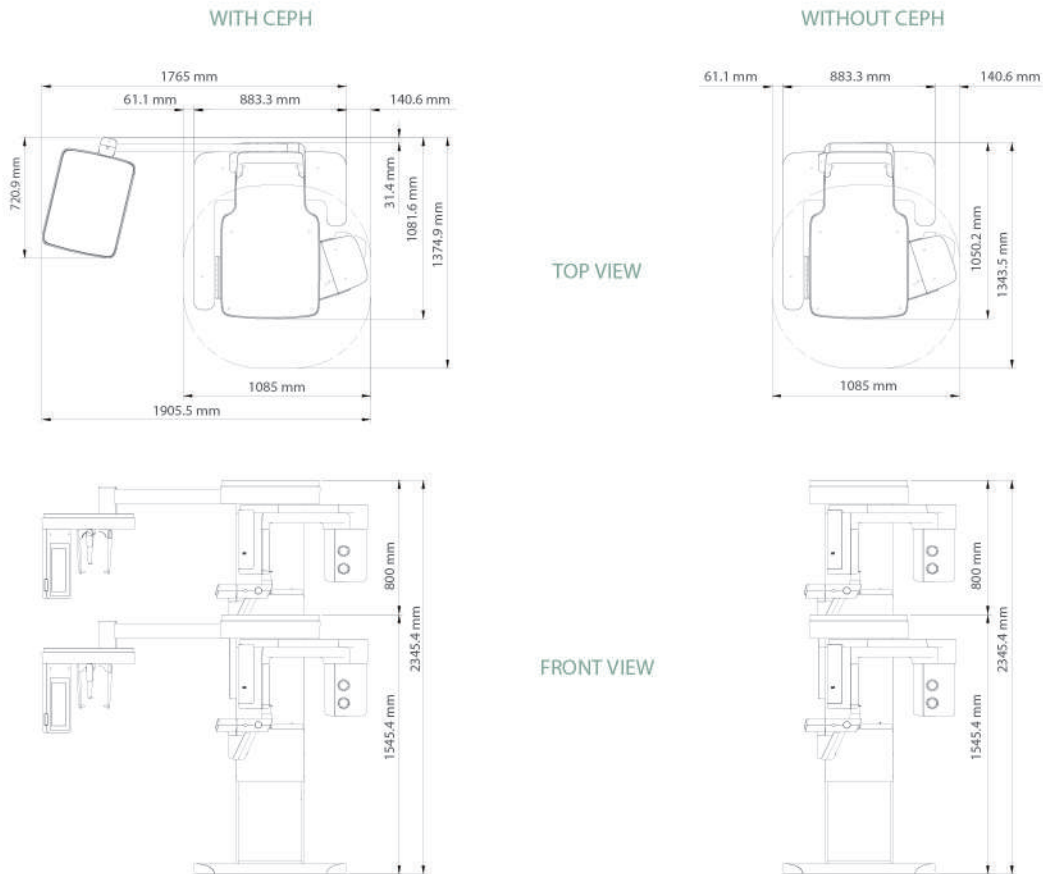 WITH CEPH
WITHOUT CEPH
1765 mm
61.1 mm
883.3 mm
140.6 mm
720.9 mm
31.4 mm
1081.6 mm
1374.9 mm
1085 mm
1905.5 mm
61.1 mm
883.3 mm
140.6 mm
1050.2 mm
1343.5 mm
1085 mm
TOP VIEW
800 mm
2345.4 mm
1545.4 mm
FRONT VIEW
800 mm
2345.4 mm
1545.4 mm